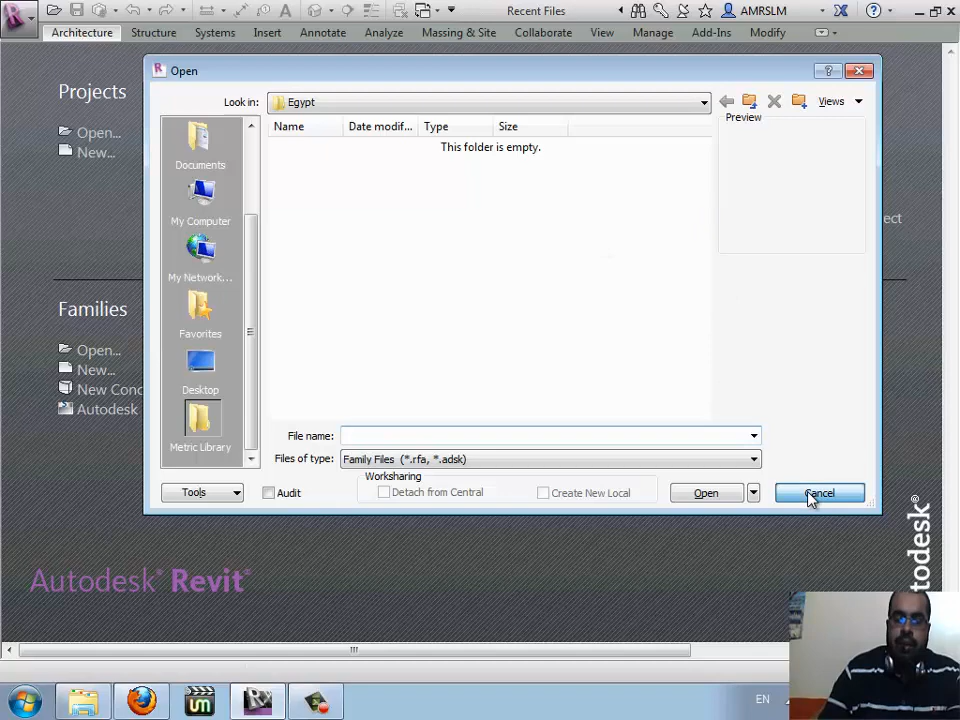 Recent Files
AMRSLM
Architecture Structure Systems Insert Annotate Analyze Massing & Site Collaborate View Manage Add-Ins Modify
Projects
Open...
New...
Families
Open...
New...
New Conc
Autodesk
Open
Look in: Egypt
Views
Documents
My Computer
My Network...
Favorites
Desktop
Metric Library
Name Date modif... Type Size
This folder is empty.
Preview
File name:
Files of type: Family Files (*.rfa, *.adsk)
Worksharing
Tools
Audit
Detach from Central
Create New Local
Open
Cancel
ect
Autodesk® Revit®
todesk®
EN